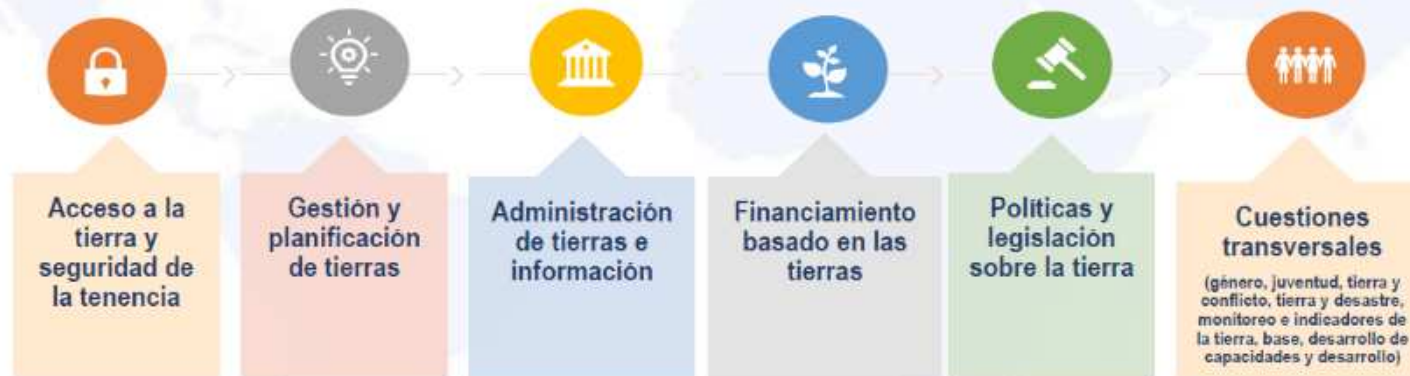 Acceso a la
tierra y
seguridad de
la tenencia
Gestión y
planificación
de tierras
Administración
de tierras e
información
Financiamiento
basado en las
tierras
Políticas y
legislación
sobre la tierra
Cuestiones
transversales
(género, juventud, tierra y
conflicto, tierra y desastre,
monitoreo e indicadores de
la tierra, base, desarrollo de
capacidades y desarrollo)